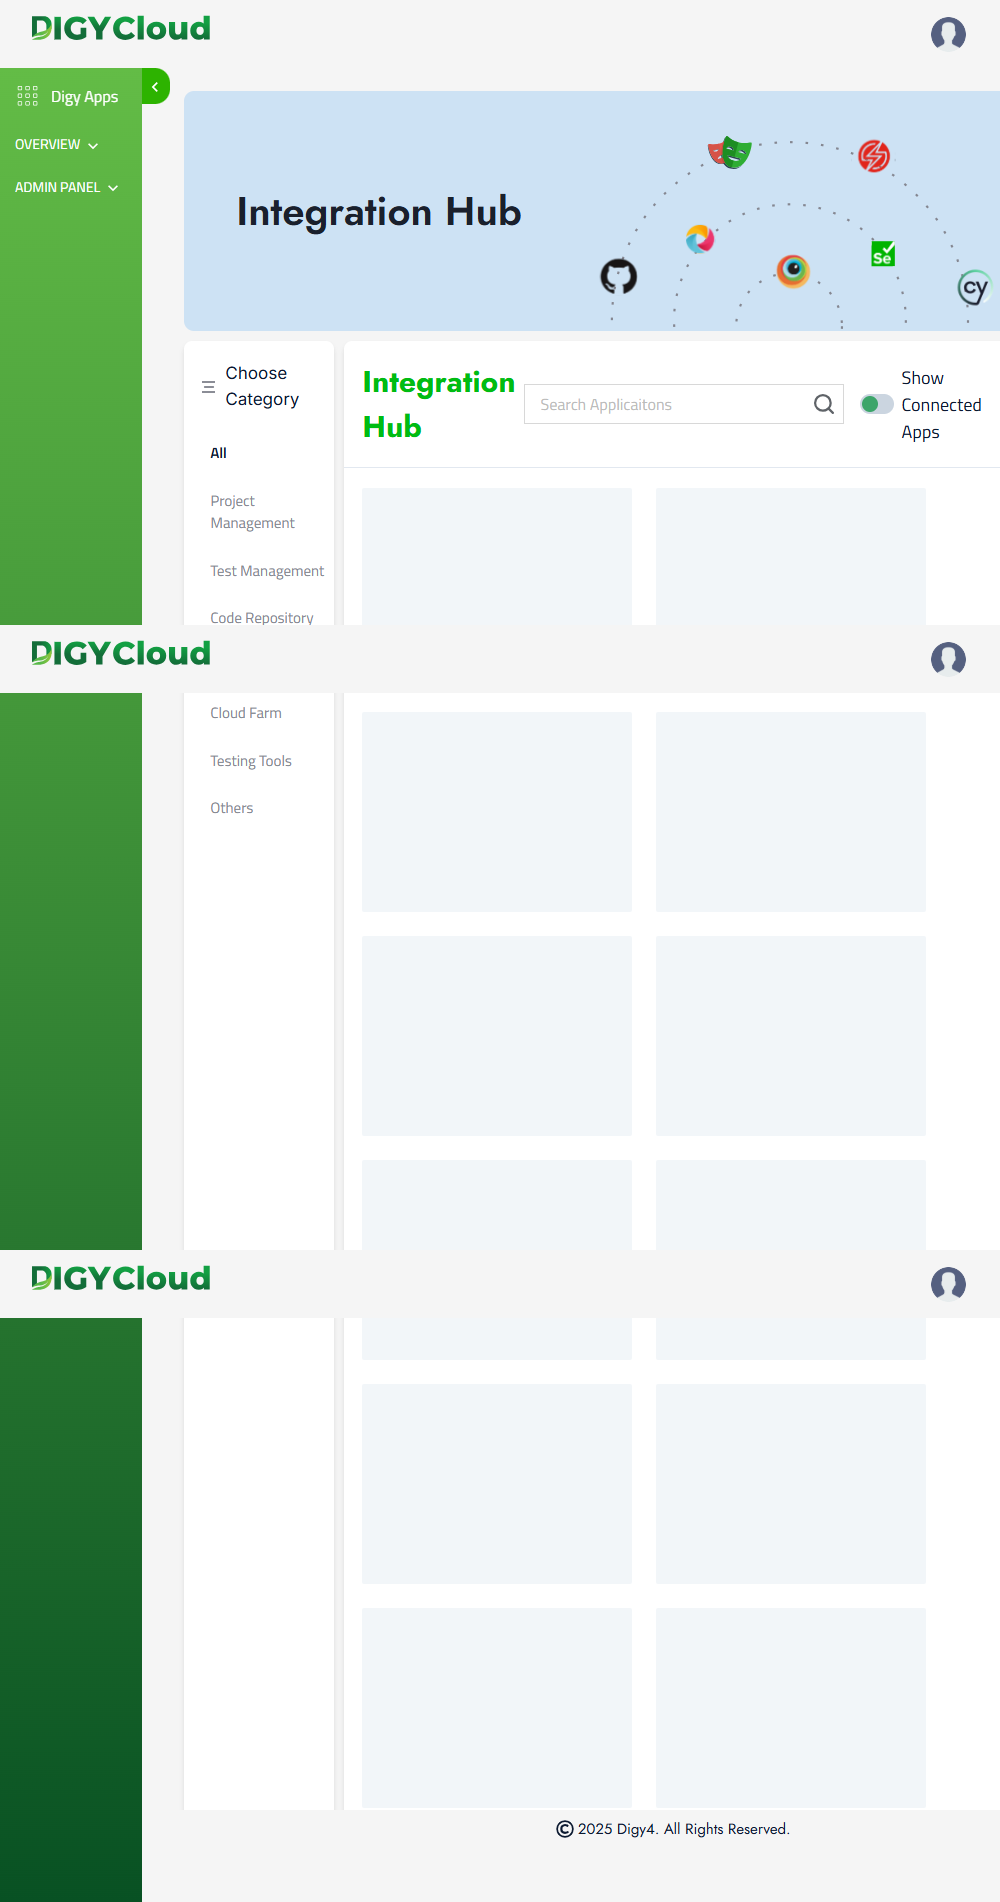 DIGYCloud
Digy Apps
OVERVIEW
ADMIN PANEL
Integration Hub
Se
cy
Choose
Category
All
Project
Management
Test Management
Code Repository
Integration
Hub
Search Applicaitons
Show
Connected
Apps
DIGYCloud
Cloud Farm
Testing Tools
Others
DIGYCloud
© 2025 Digy4. All Rights Reserved.